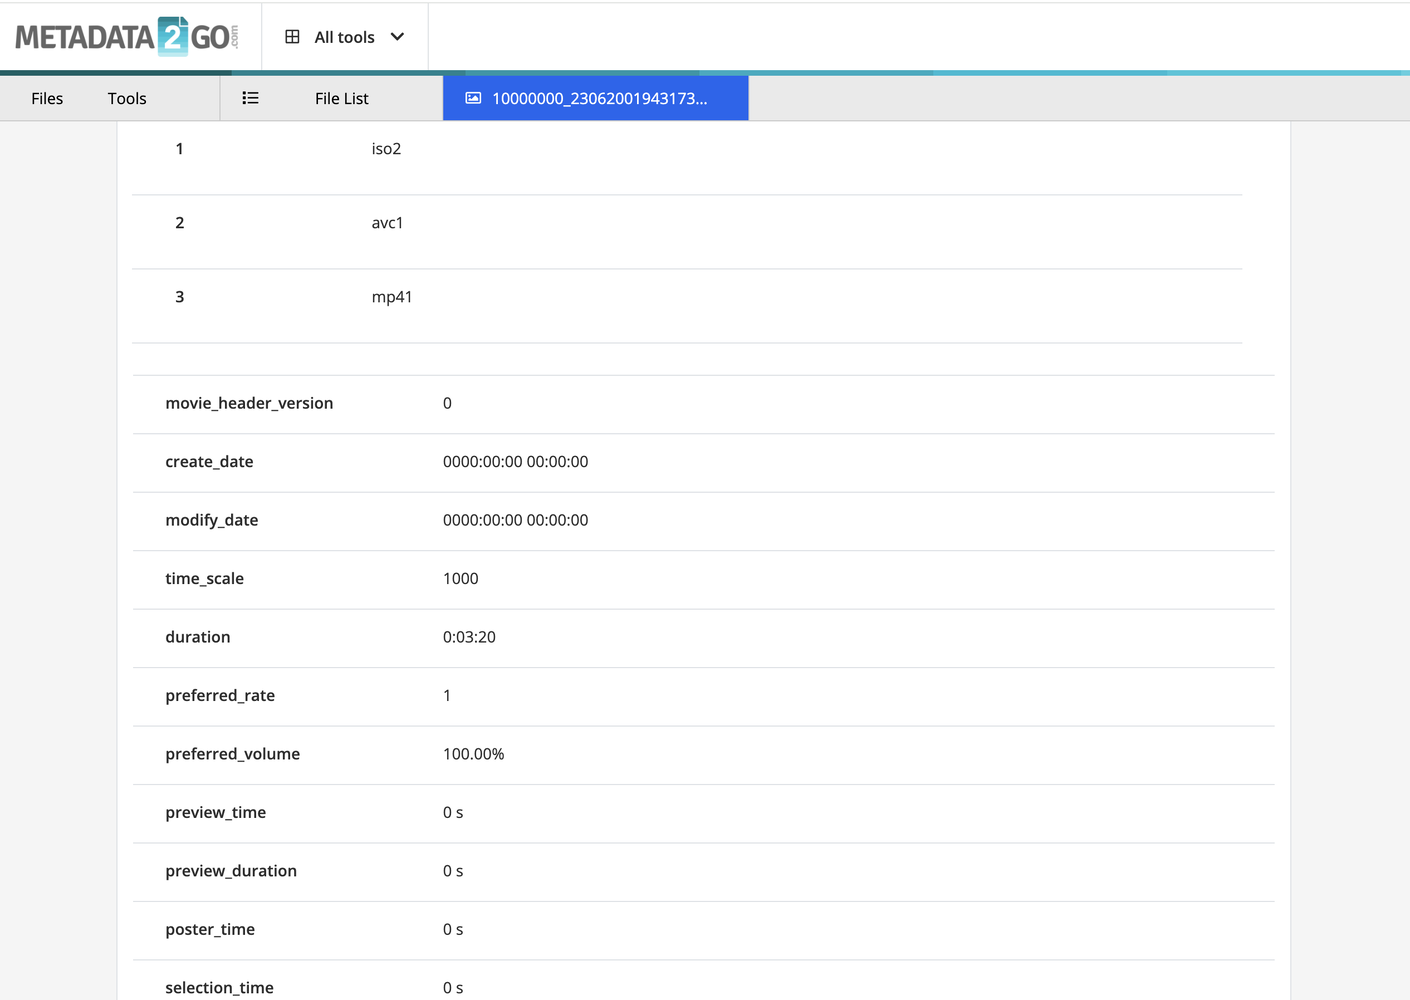 METADATA2GO.com
All tools
Files
Tools
File List
10000000_23062001943173...
1 iso2
2 avc1
3 mp41
movie_header_version 0
create_date 0000:00:00 00:00:00
modify_date 0000:00:00 00:00:00
time_scale 1000
duration 0:03:20
preferred_rate 1
preferred_volume 100.00%
preview_time 0 s
preview_duration 0 s
poster_time 0 s
selection_time 0 s